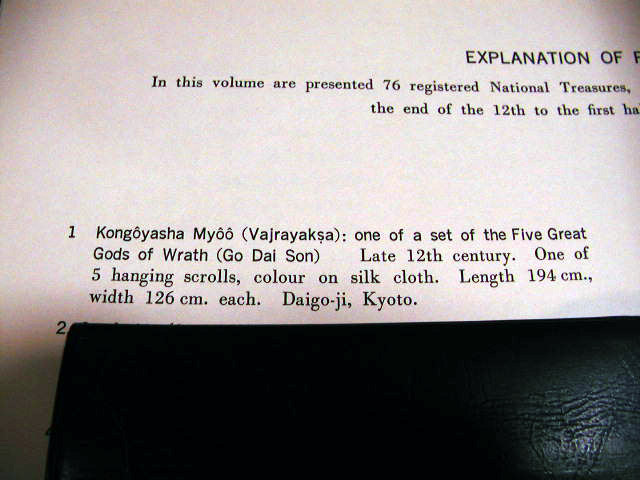 EXPLANATION OF
In this volume are presented 76 registered National Treasures,
the end of the 12th to the first
1 Kongôyasha Myôô (Vajrayakṣa): one of a set of the Five Great
Gods of Wrath (Go Dai Son) Late 12th century. One of
5 hanging scrolls, colour on silk cloth. Length 194 cm.,
width 126 cm. each. Daigo-ji, Kyoto.
2